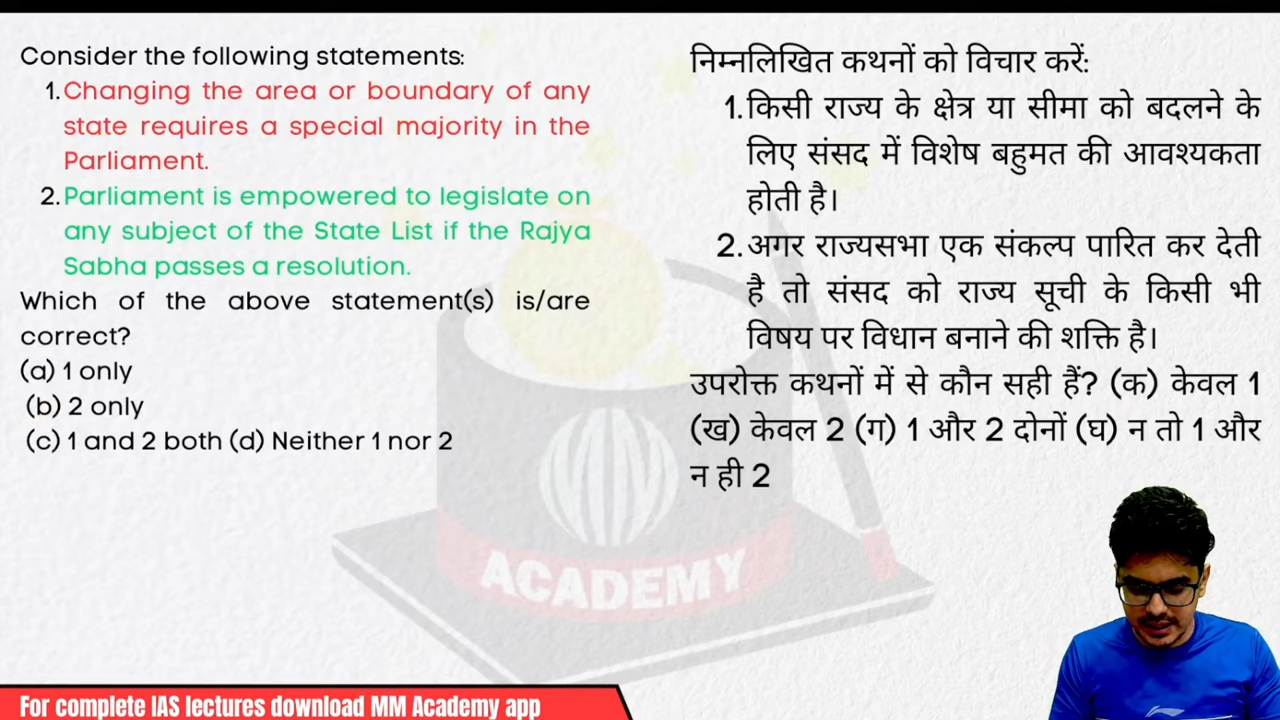 Consider the following statements:
1. Changing the area or boundary of any
state requires a special majority in the
Parliament.
2. Parliament is empowered to legislate on
any subject of the State List if the Rajya
Sabha passes a resolution.
Which of the above statement(s) is/are
correct?
(a) 1 only
(b) 2 only
(c) 1 and 2 both (d) Neither 1 nor 2
निम्नलिखित कथनों को विचार करें:
1. किसी राज्य के क्षेत्र या सीमा को बदलने के
लिए संसद में विशेष बहुमत की आवश्यकता
होती है।
2. अगर राज्यसभा एक संकल्प पारित कर देती
है तो संसद को राज्य सूची के किसी भी
विषय पर विधान बनाने की शक्ति है।
उपरोक्त कथनों में से कौन सही हैं? (क) केवल 1
(ख) केवल 2 (ग) 1 और 2 दोनों (घ) न तो 1 और
न ही 2
ACADEMY
For complete IAS lectures download MM Academy app